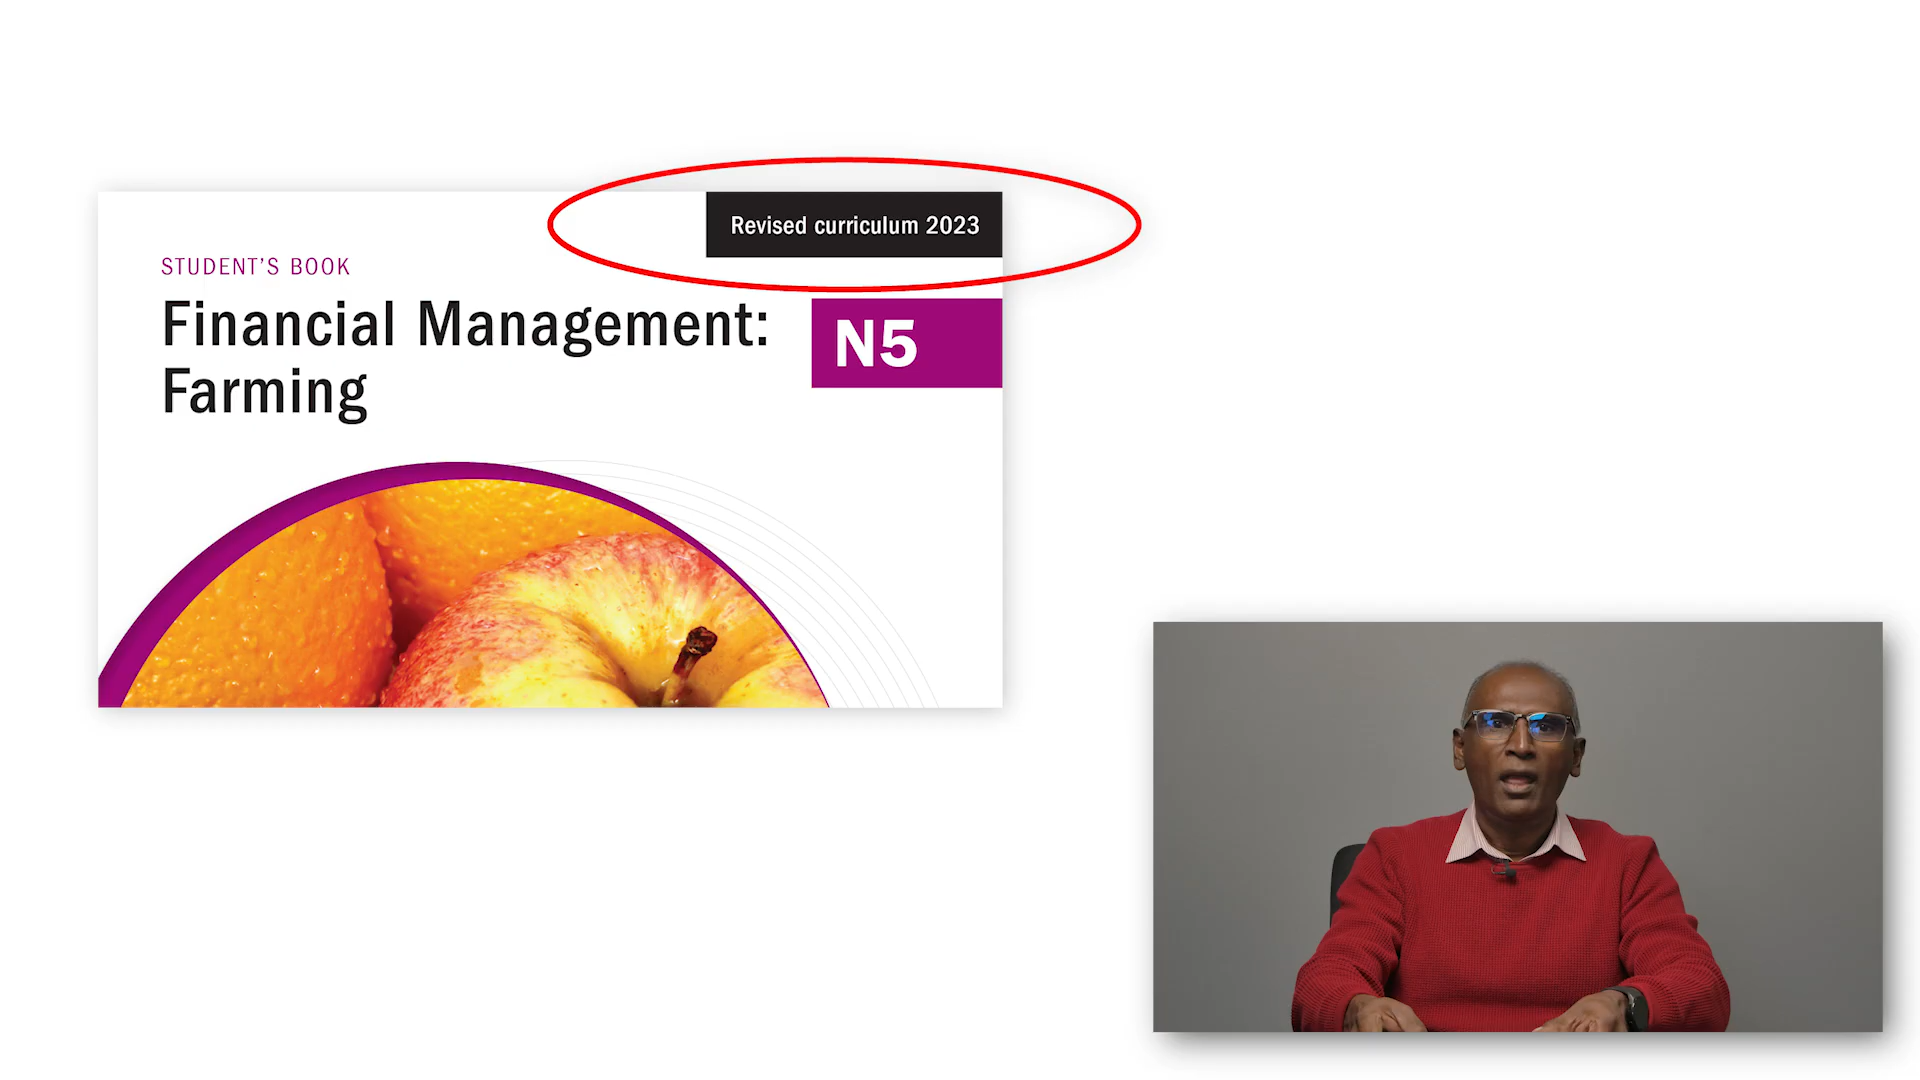 Revised curriculum 2023
STUDENT'S BOOK
Financial Management:
Farming
N5